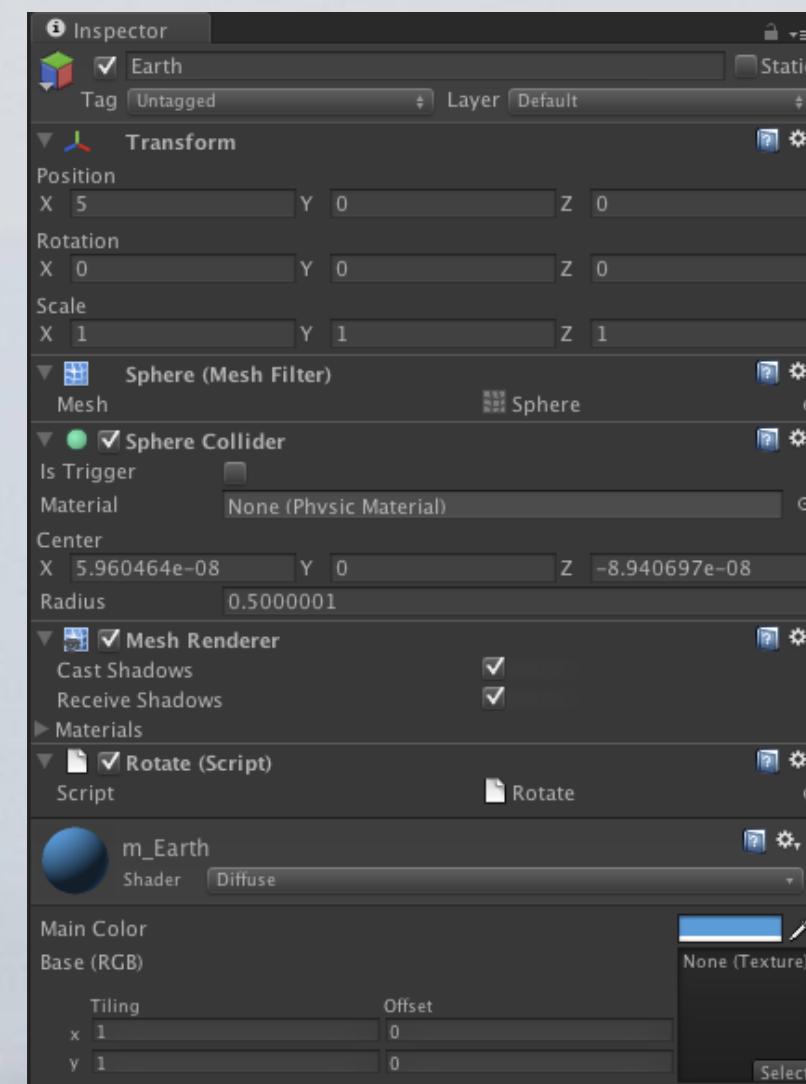 Inspector
Earth Stati
Tag Untagged Layer Default
Transform
Position
X 5 Y 0 Z 0
Rotation
X 0 Y 0 Z 0
Scale
X 1 Y 1 Z 1
Sphere (Mesh Filter)
Mesh Sphere
Sphere Collider
Is Trigger
Material None (Physic Material)
Center
X 5.960464e-08 Y 0 Z -8.940697e-08
Radius 0.5000001
Mesh Renderer
Cast Shadows
Receive Shadows
Materials
Rotate (Script)
Script Rotate
m_Earth
Shader Diffuse
Main Color
Base (RGB) None (Texture)
Tiling Offset
x 1 0
y 1 0
Select